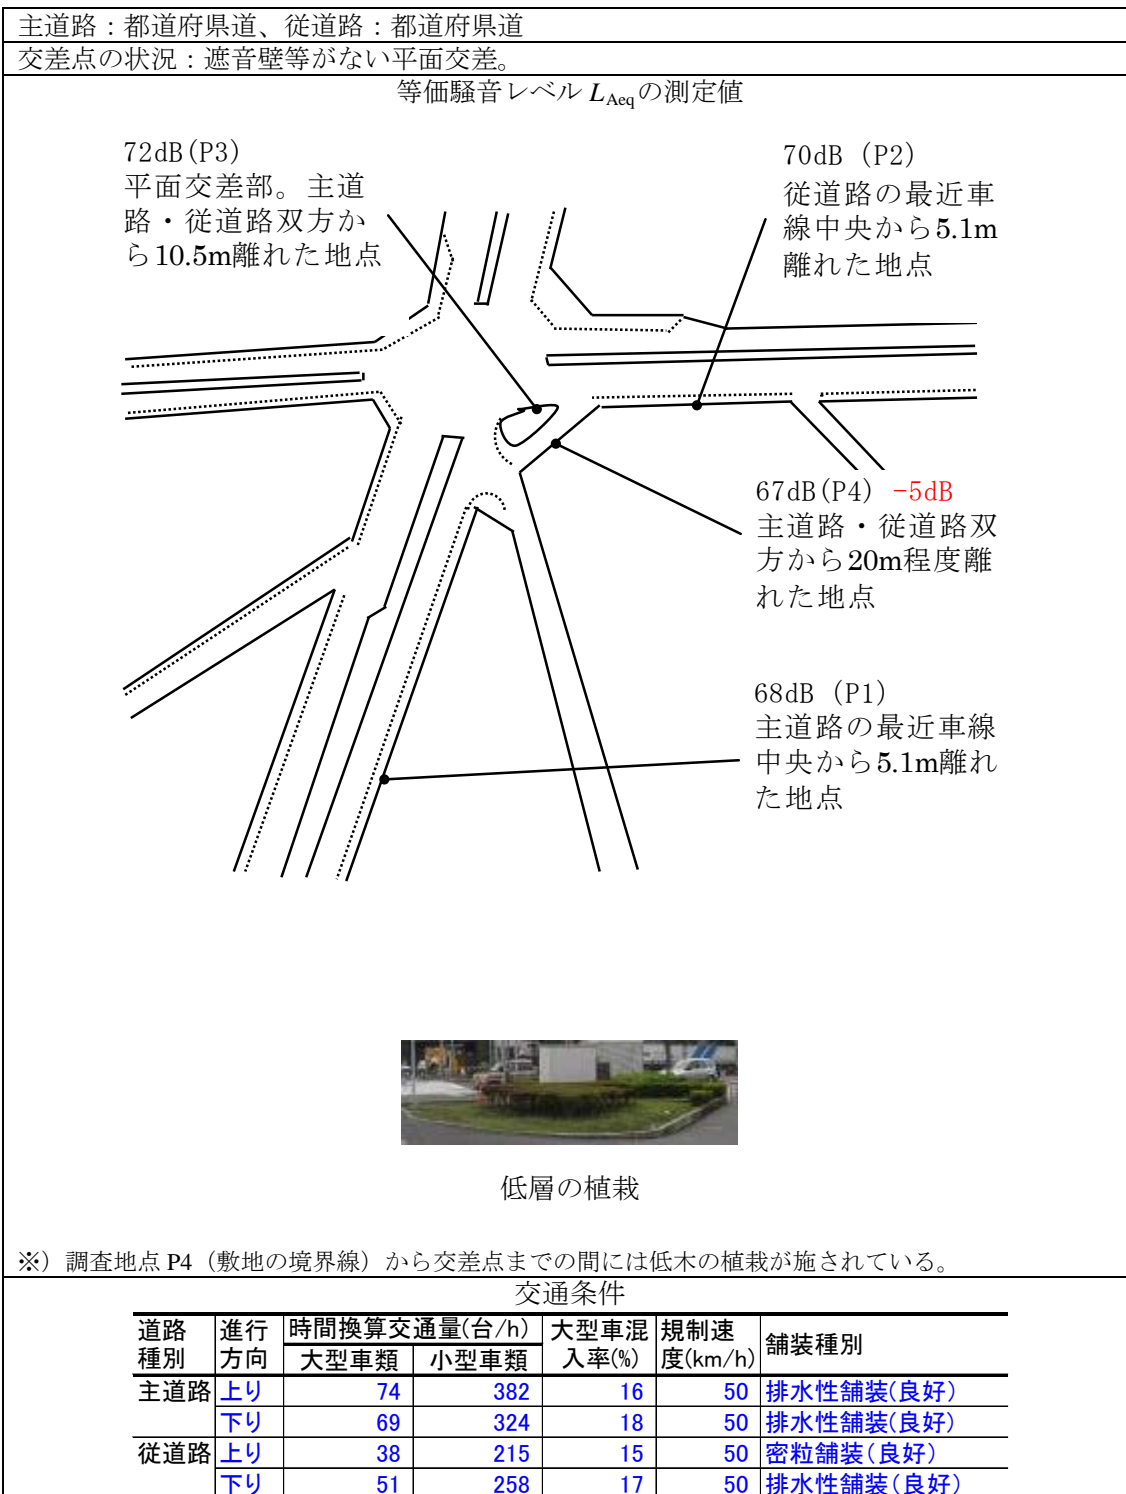 主道路：都道府県道、従道路：都道府県道
交差点の状況：遮音壁等がない平面交差。
等価騒音レベル LAeqの測定値
72dB(P3)
平面交差部。主道
路・従道路双方か
ら10.5m離れた地点
70dB (P2)
従道路の最近車
線中央から5.1m
離れた地点
67dB(P4) -5dB
主道路・従道路双
方から20m程度離
れた地点
68dB (P1)
主道路の最近車線
中央から5.1m離れ
た地点
低層の植栽
※）調査地点 P4（敷地の境界線）から交差点までの間には低木の植栽が施されている。
交通条件
道路種別 進行方向 時間換算交通量(台/h) 大型車混入率(%) 規制速度(km/h) 舗装種別
大型車類 小型車類
主道路 上り 74 382 16 50 排水性舗装(良好)
下り 69 324 18 50 排水性舗装(良好)
従道路 上り 38 215 15 50 密粒舗装(良好)
下り 51 258 17 50 排水性舗装(良好)